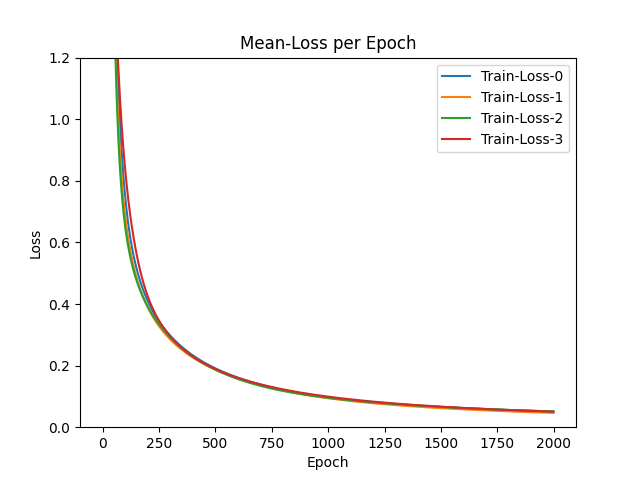 Mean-Loss per Epoch
1.2
1.0
0.8
0.6
0.4
0.2
0.0
Loss
Train-Loss-0
Train-Loss-1
Train-Loss-2
Train-Loss-3
0 250 500 750 1000 1250 1500 1750 2000
Epoch